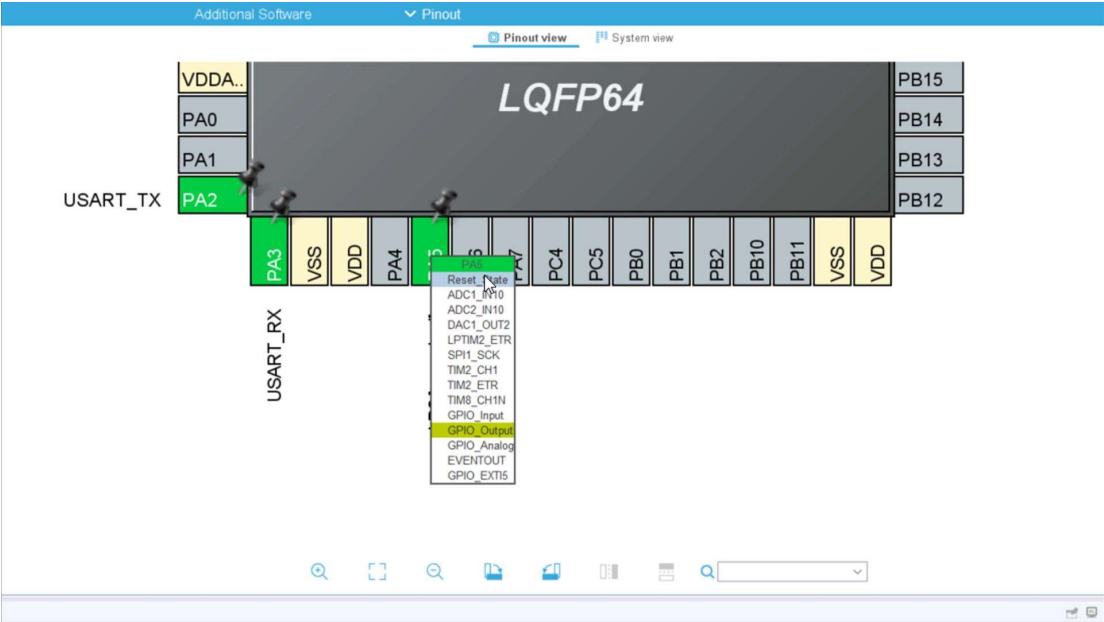 Additional Software
Pinout
Pinout view
System view
LQFP64
VDDA..
PA0
PA1
USART_TX
PA2
PB15
PB14
PB13
PB12
PA3
VSS
VDD
PA4
PA7
PC4
PC5
PB0
PB1
PB2
PB10
PB11
VSS
VDD
USART_RX
PA5
Reset_State
ADC1_IN10
ADC2_IN10
DAC1_OUT2
LPTIM2_ETR
SPI1_SCK
TIM2_CH1
TIM2_ETR
TIM8_CH1N
GPIO_Input
GPIO_Output
GPIO_Analog
EVENTOUT
GPIO_EXTI5